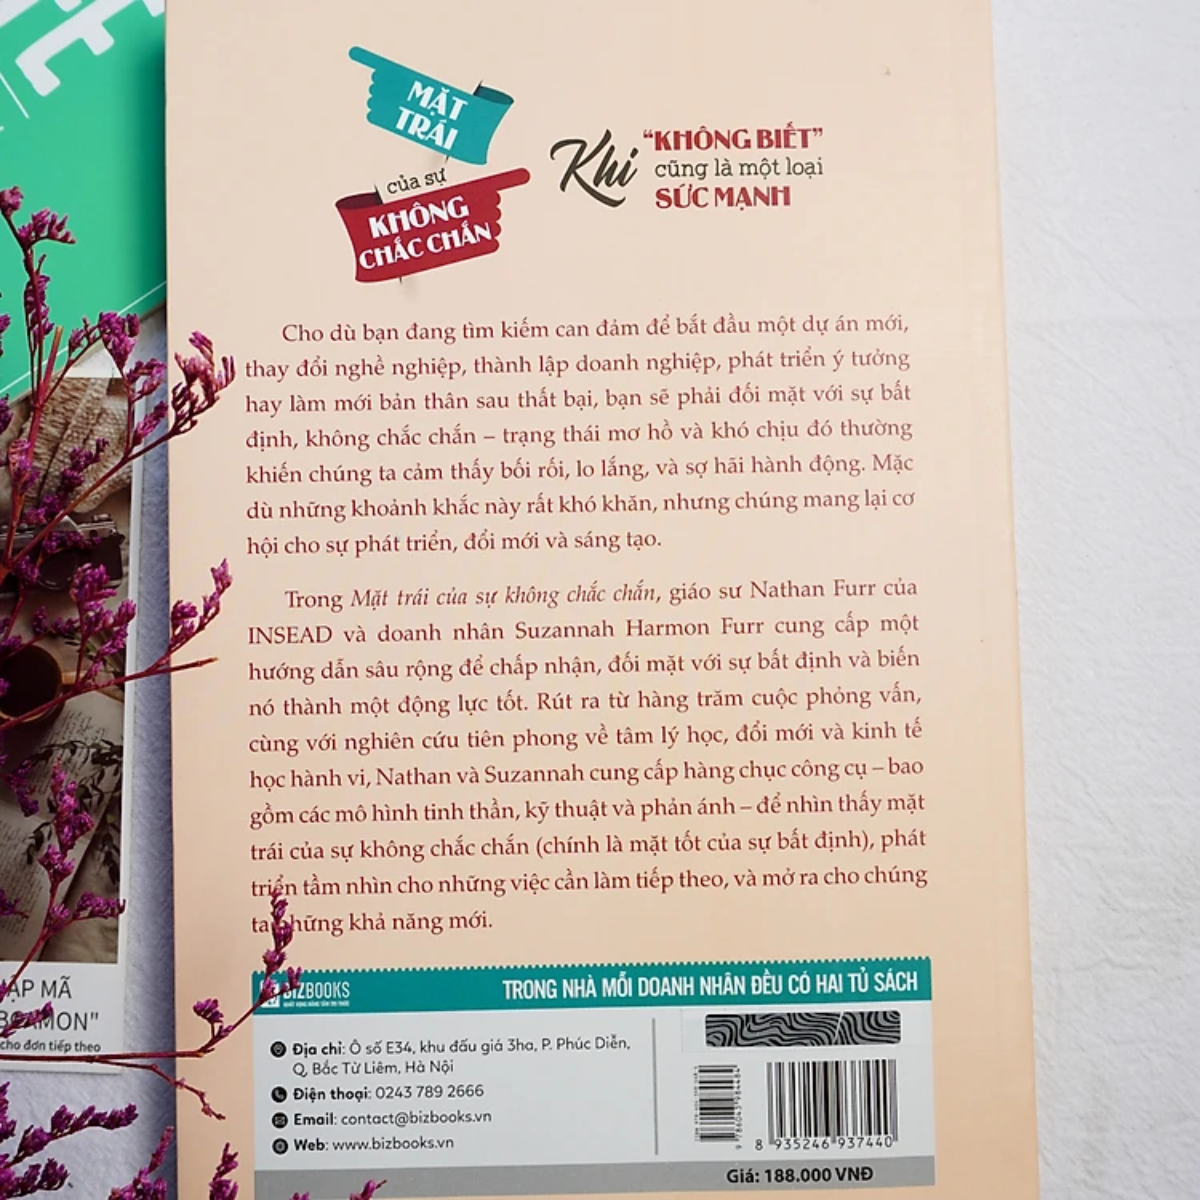 MẶT
TRÁI
của sự
KHÔNG
CHẮC CHẮN
Khi "KHÔNG BIẾT"
cũng là một loại
SỨC MẠNH
Cho dù bạn đang tìm kiếm can đảm để bắt đầu một dự án mới,
thay đổi nghề nghiệp, thành lập doanh nghiệp, phát triển ý tưởng
hay làm mới bản thân sau thất bại, bạn sẽ phải đối mặt với sự bất
định, không chắc chắn – trạng thái mơ hồ và khó chịu đó thường
khiến chúng ta cảm thấy bối rối, lo lắng, và sợ hãi hành động. Mặc
dù những khoảnh khắc này rất khó khăn, nhưng chúng mang lại cơ
hội cho sự phát triển, đổi mới và sáng tạo.
Trong Mặt trái của sự không chắc chắn, giáo sư Nathan Furr của
INSEAD và doanh nhân Suzannah Harmon Furr cung cấp một
hướng dẫn sâu rộng để chấp nhận, đối mặt với sự bất định và biến
nó thành một động lực tốt. Rút ra từ hàng trăm cuộc phỏng vấn,
cùng với nghiên cứu tiên phong về tâm lý học, đổi mới và kinh tế
học hành vi, Nathan và Suzannah cung cấp hàng chục công cụ – bao
gồm các mô hình tinh thần, kỹ thuật và phản ánh – để nhìn thấy mặt
trái của sự không chắc chắn (chính là mặt tốt của sự bất định), phát
triển tầm nhìn cho những việc cần làm tiếp theo, và mở ra cho chúng
ta những khả năng mới.
BIZBOOKS
TRONG NHÀ MỖI DOANH NHÂN ĐỀU CÓ HAI TỦ SÁCH
Địa chỉ: Ô số E34, khu đấu giá 3ha, P. Phúc Diễn,
Q, Bắc Từ Liêm, Hà Nội
Điện thoại: 0243 789 2666
Email: contact@bizbooks.vn
Web: www.bizbooks.vn
9 786043 984484
8 935246 937440
Giá: 188.000 VNĐ
ẬP MÃ
cho đơn tiếp theo